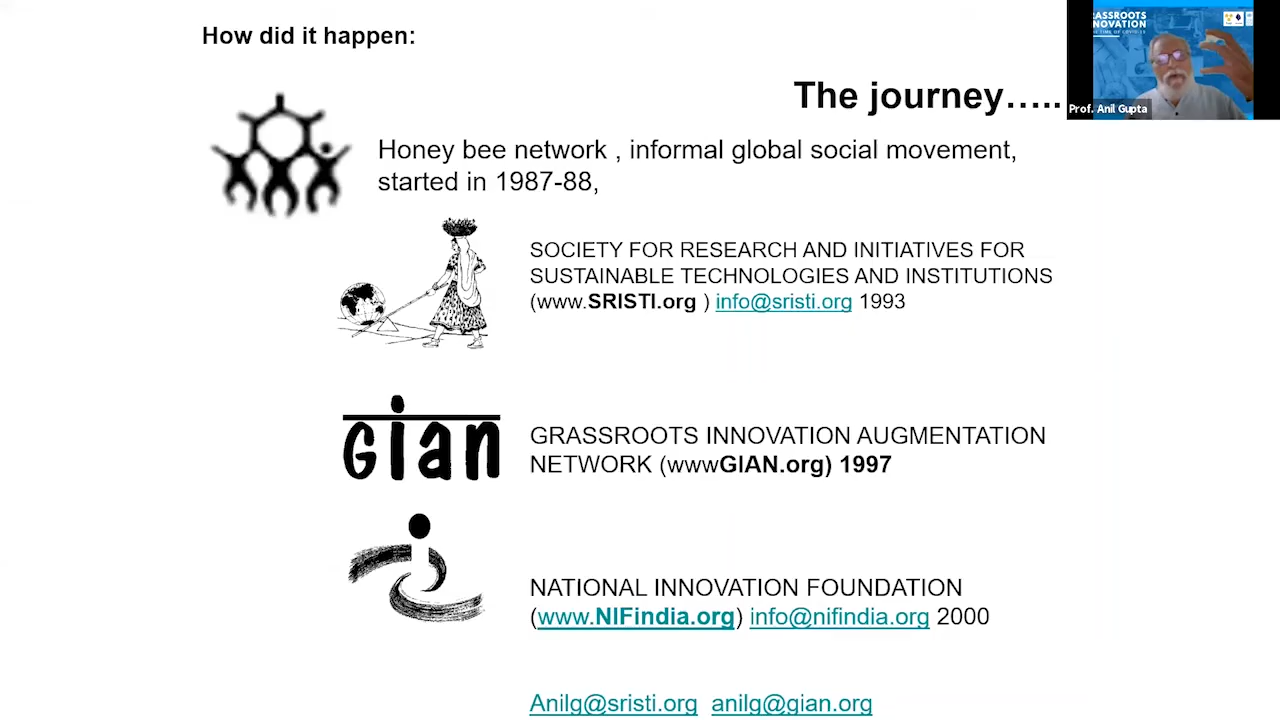 How did it happen:
The journey…..
Honey bee network , informal global social movement,
started in 1987-88,
SOCIETY FOR RESEARCH AND INITIATIVES FOR
SUSTAINABLE TECHNOLOGIES AND INSTITUTIONS
(www.SRISTI.org ) info@sristi.org 1993
gian
GRASSROOTS INNOVATION AUGMENTATION
NETWORK (wwwGIAN.org) 1997
NATIONAL INNOVATION FOUNDATION
(www.NIFindia.org) info@nifindia.org 2000
Anilg@sristi.org anilg@gian.org
Prof. Anil Gupta